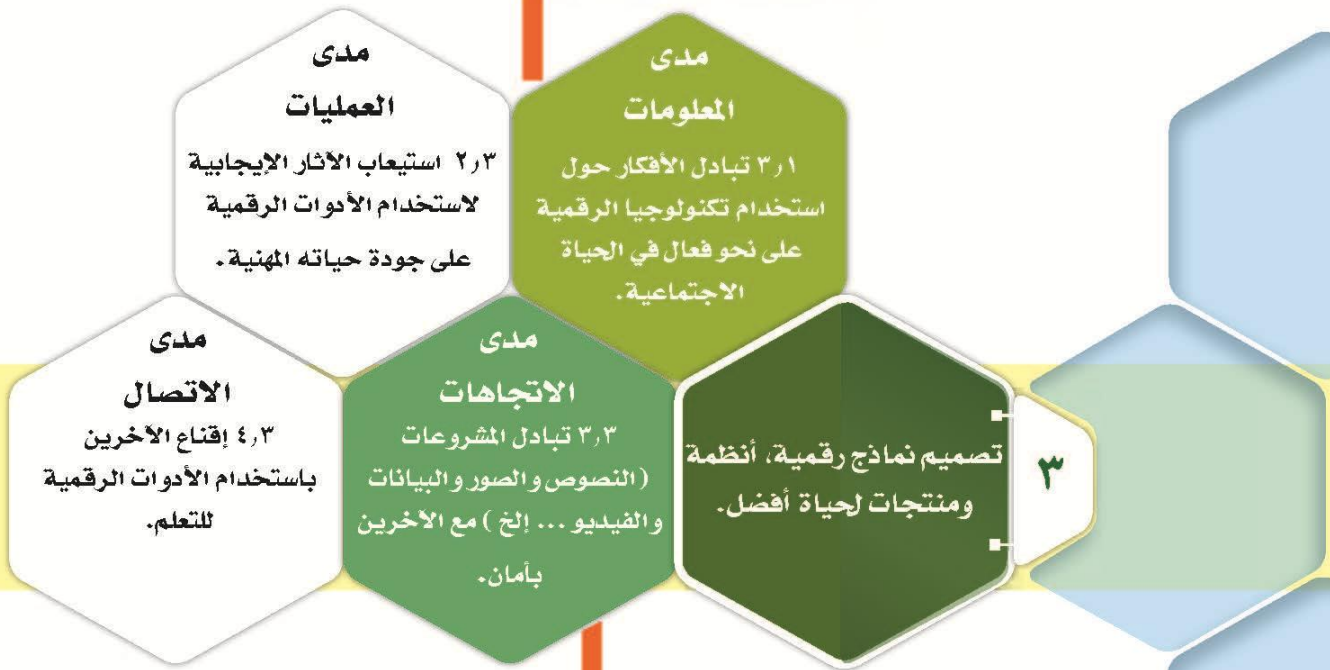 مدى
المعلومات
٣,١ تبادل الأفكار حول
استخدام تكنولوجيا الرقمية
على نحو فعال في الحياة
الاجتماعية.
مدى
العمليات
٢,٣ استيعاب الآثار الإيجابية
لاستخدام الأدوات الرقمية
على جودة حياته المهنية.
٣
تصميم نماذج رقمية، أنظمة
ومنتجات لحياة أفضل.
مدى
الاتجاهات
٣,٣ تبادل المشروعات
(النصوص والصور والبيانات
والفيديو ... إلخ ) مع الآخرين
بأمان.
مدى
الاتصال
٤,٣ إقناع الآخرين
باستخدام الأدوات الرقمية
للتعلم.